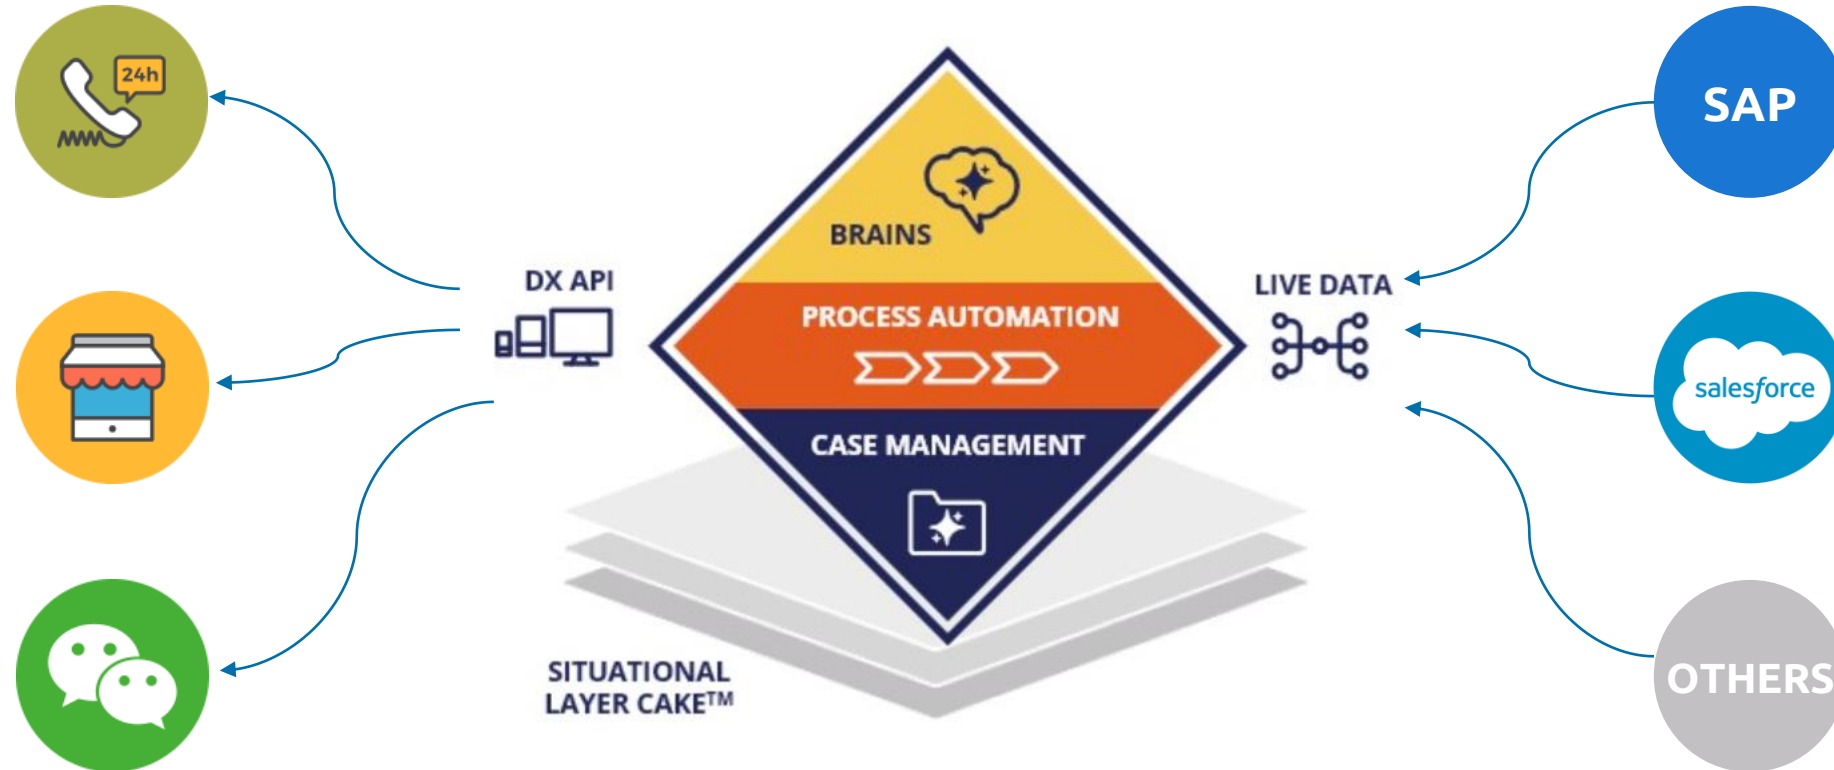 24h
SAP
BRAINS
DX API
LIVE DATA
PROCESS AUTOMATION
salesforce
CASE MANAGEMENT
SITUATIONAL
LAYER CAKE™
OTHERS